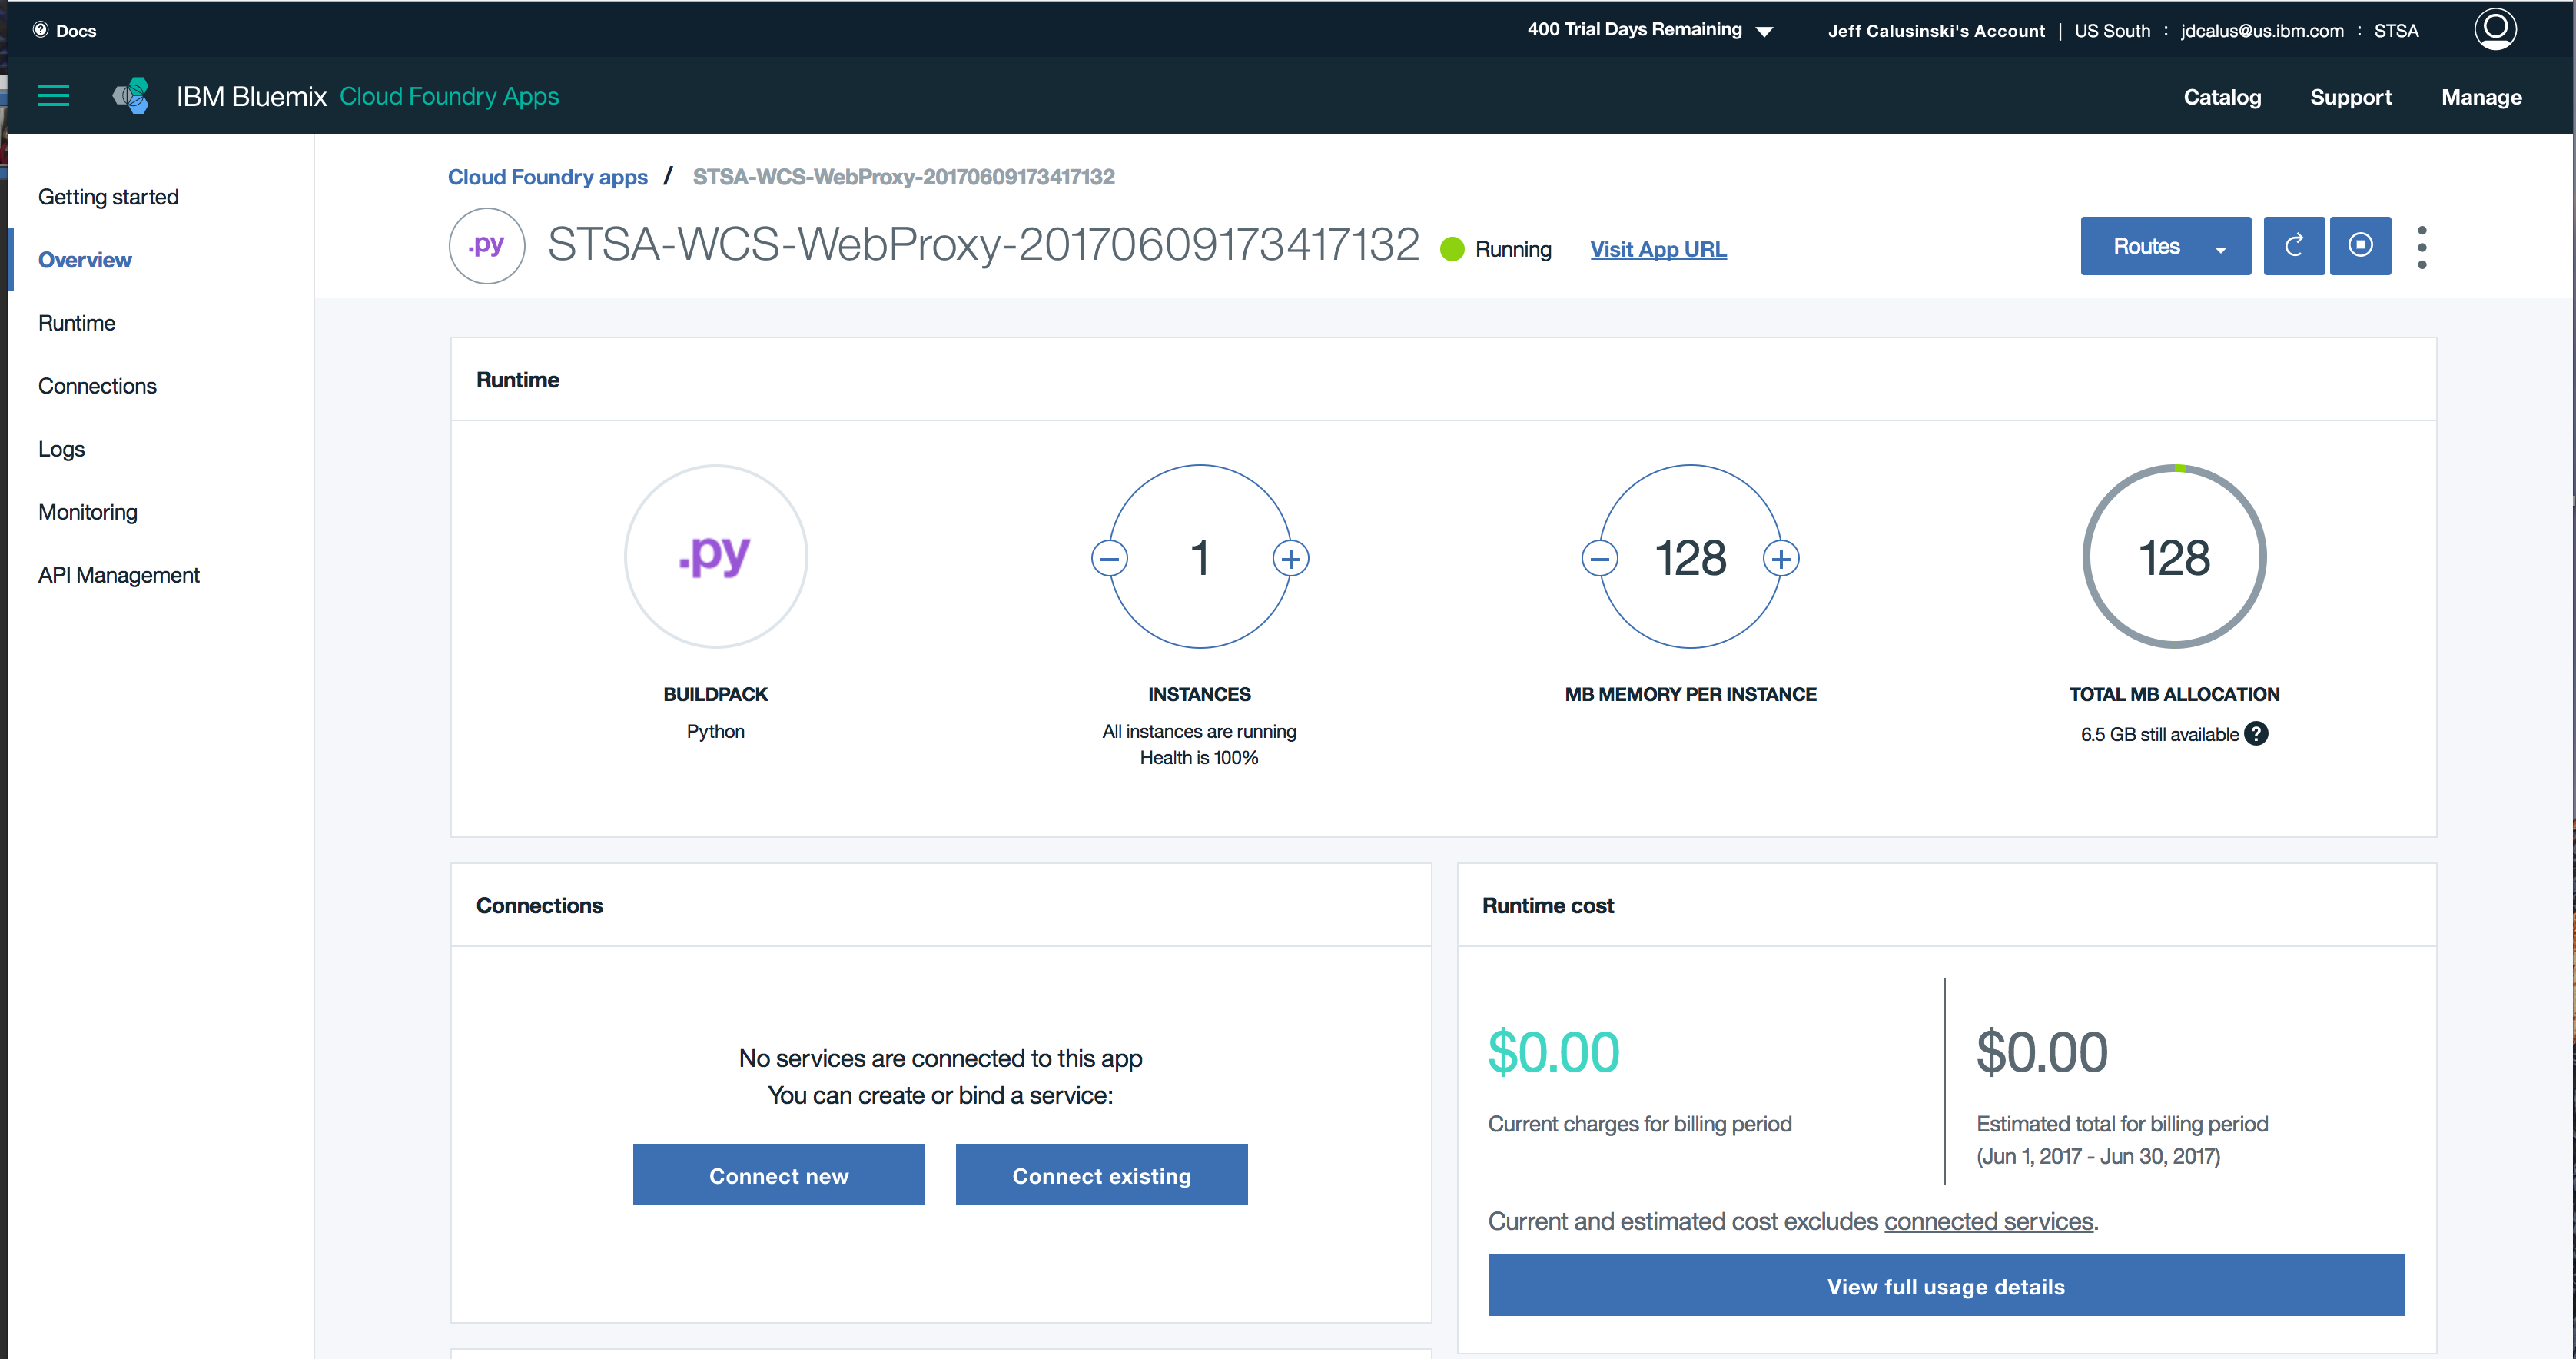 Docs
400 Trial Days Remaining
Jeff Calusinski's Account | US South : jdcalus@us.ibm.com : STSA
IBM Bluemix Cloud Foundry Apps
Catalog Support Manage
Getting started
Overview
Runtime
Connections
Logs
Monitoring
API Management
Cloud Foundry apps / STSA-WCS-WebProxy-20170609173417132
.py STSA-WCS-WebProxy-20170609173417132 Running Visit App URL
Routes
Runtime
.py
1
128
128
BUILDPACK
Python
INSTANCES
All instances are running
Health is 100%
MB MEMORY PER INSTANCE
TOTAL MB ALLOCATION
6.5 GB still available ?
Connections
No services are connected to this app
You can create or bind a service:
Connect new
Connect existing
Runtime cost
$0.00
Current charges for billing period
$0.00
Estimated total for billing period
(Jun 1, 2017 - Jun 30, 2017)
Current and estimated cost excludes connected services.
View full usage details